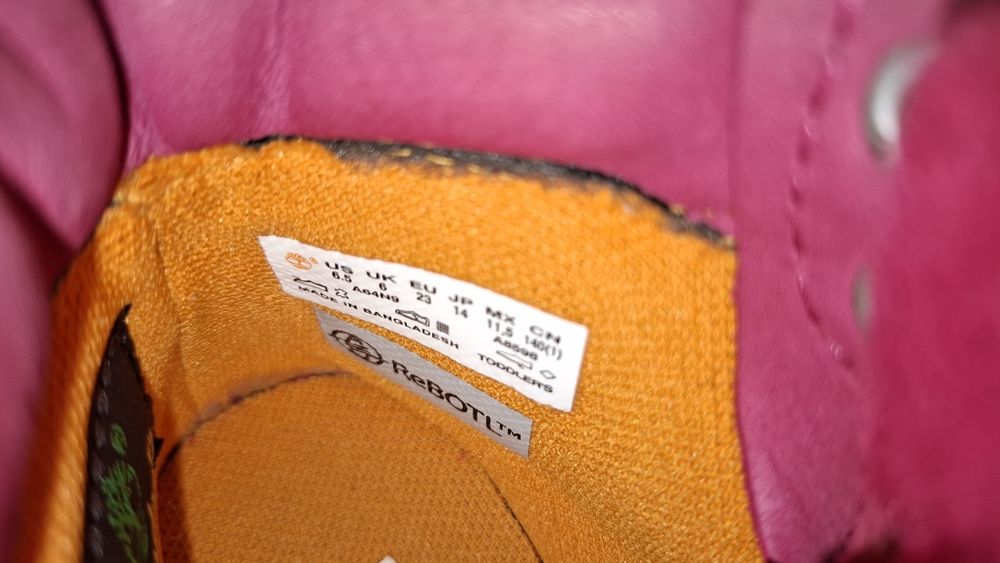 US UK EU JP MX CN
6.5 6 23 14 11,5 140(1)
A64N9 A6598
MADE IN BANGLADESH TODDLERS
ReBOTL™